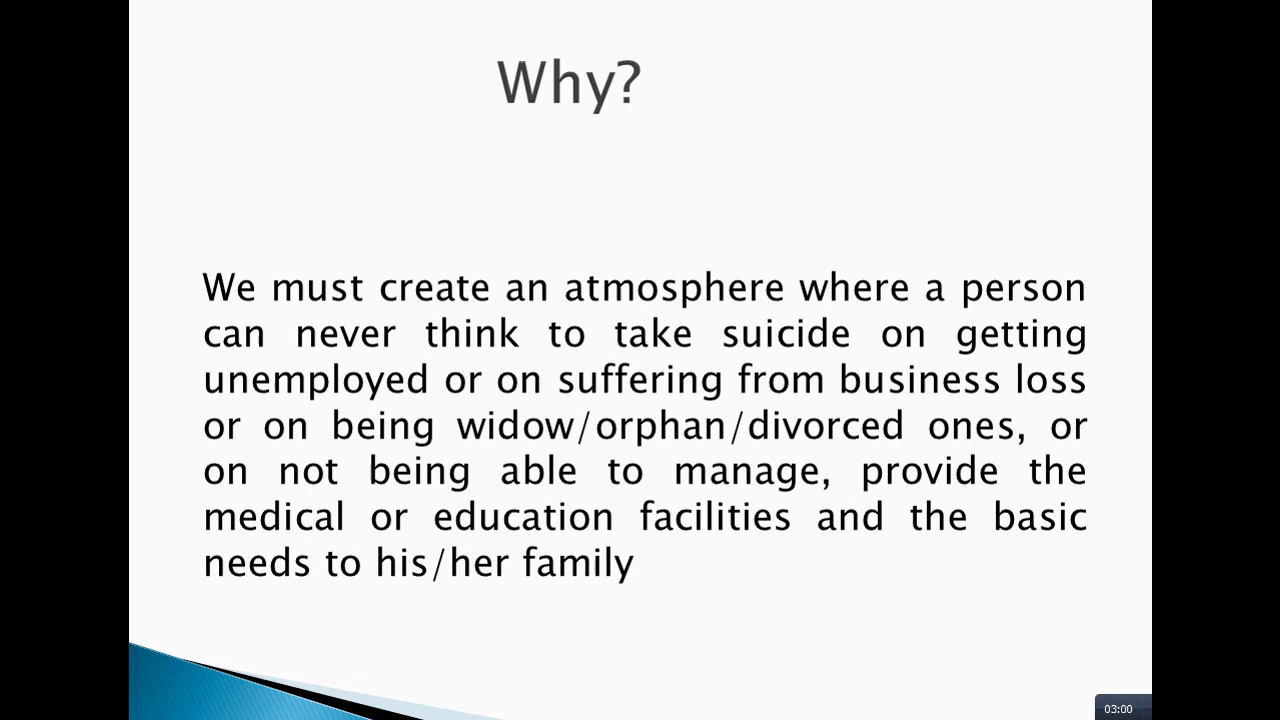 Why?
We must create an atmosphere where a person
can never think to take suicide on getting
unemployed or on suffering from business loss
or on being widow/orphan/divorced ones, or
on not being able to manage, provide the
medical or education facilities and the basic
needs to his/her family
03:00